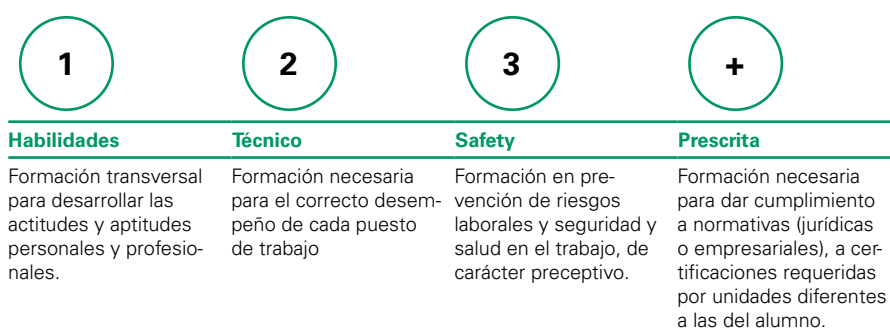 1
2
3
+
Habilidades
Formación transversal
para desarrollar las
actitudes y aptitudes
personales y profesio-
nales.
Técnico
Formación necesaria
para el correcto desem-
peño de cada puesto
de trabajo
Safety
Formación en pre-
vención de riesgos
laborales y seguridad y
salud en el trabajo, de
carácter preceptivo.
Prescrita
Formación necesaria
para dar cumplimiento
a normativas (jurídicas
o empresariales), a cer-
tificaciones requeridas
por unidades diferentes
a las del alumno.